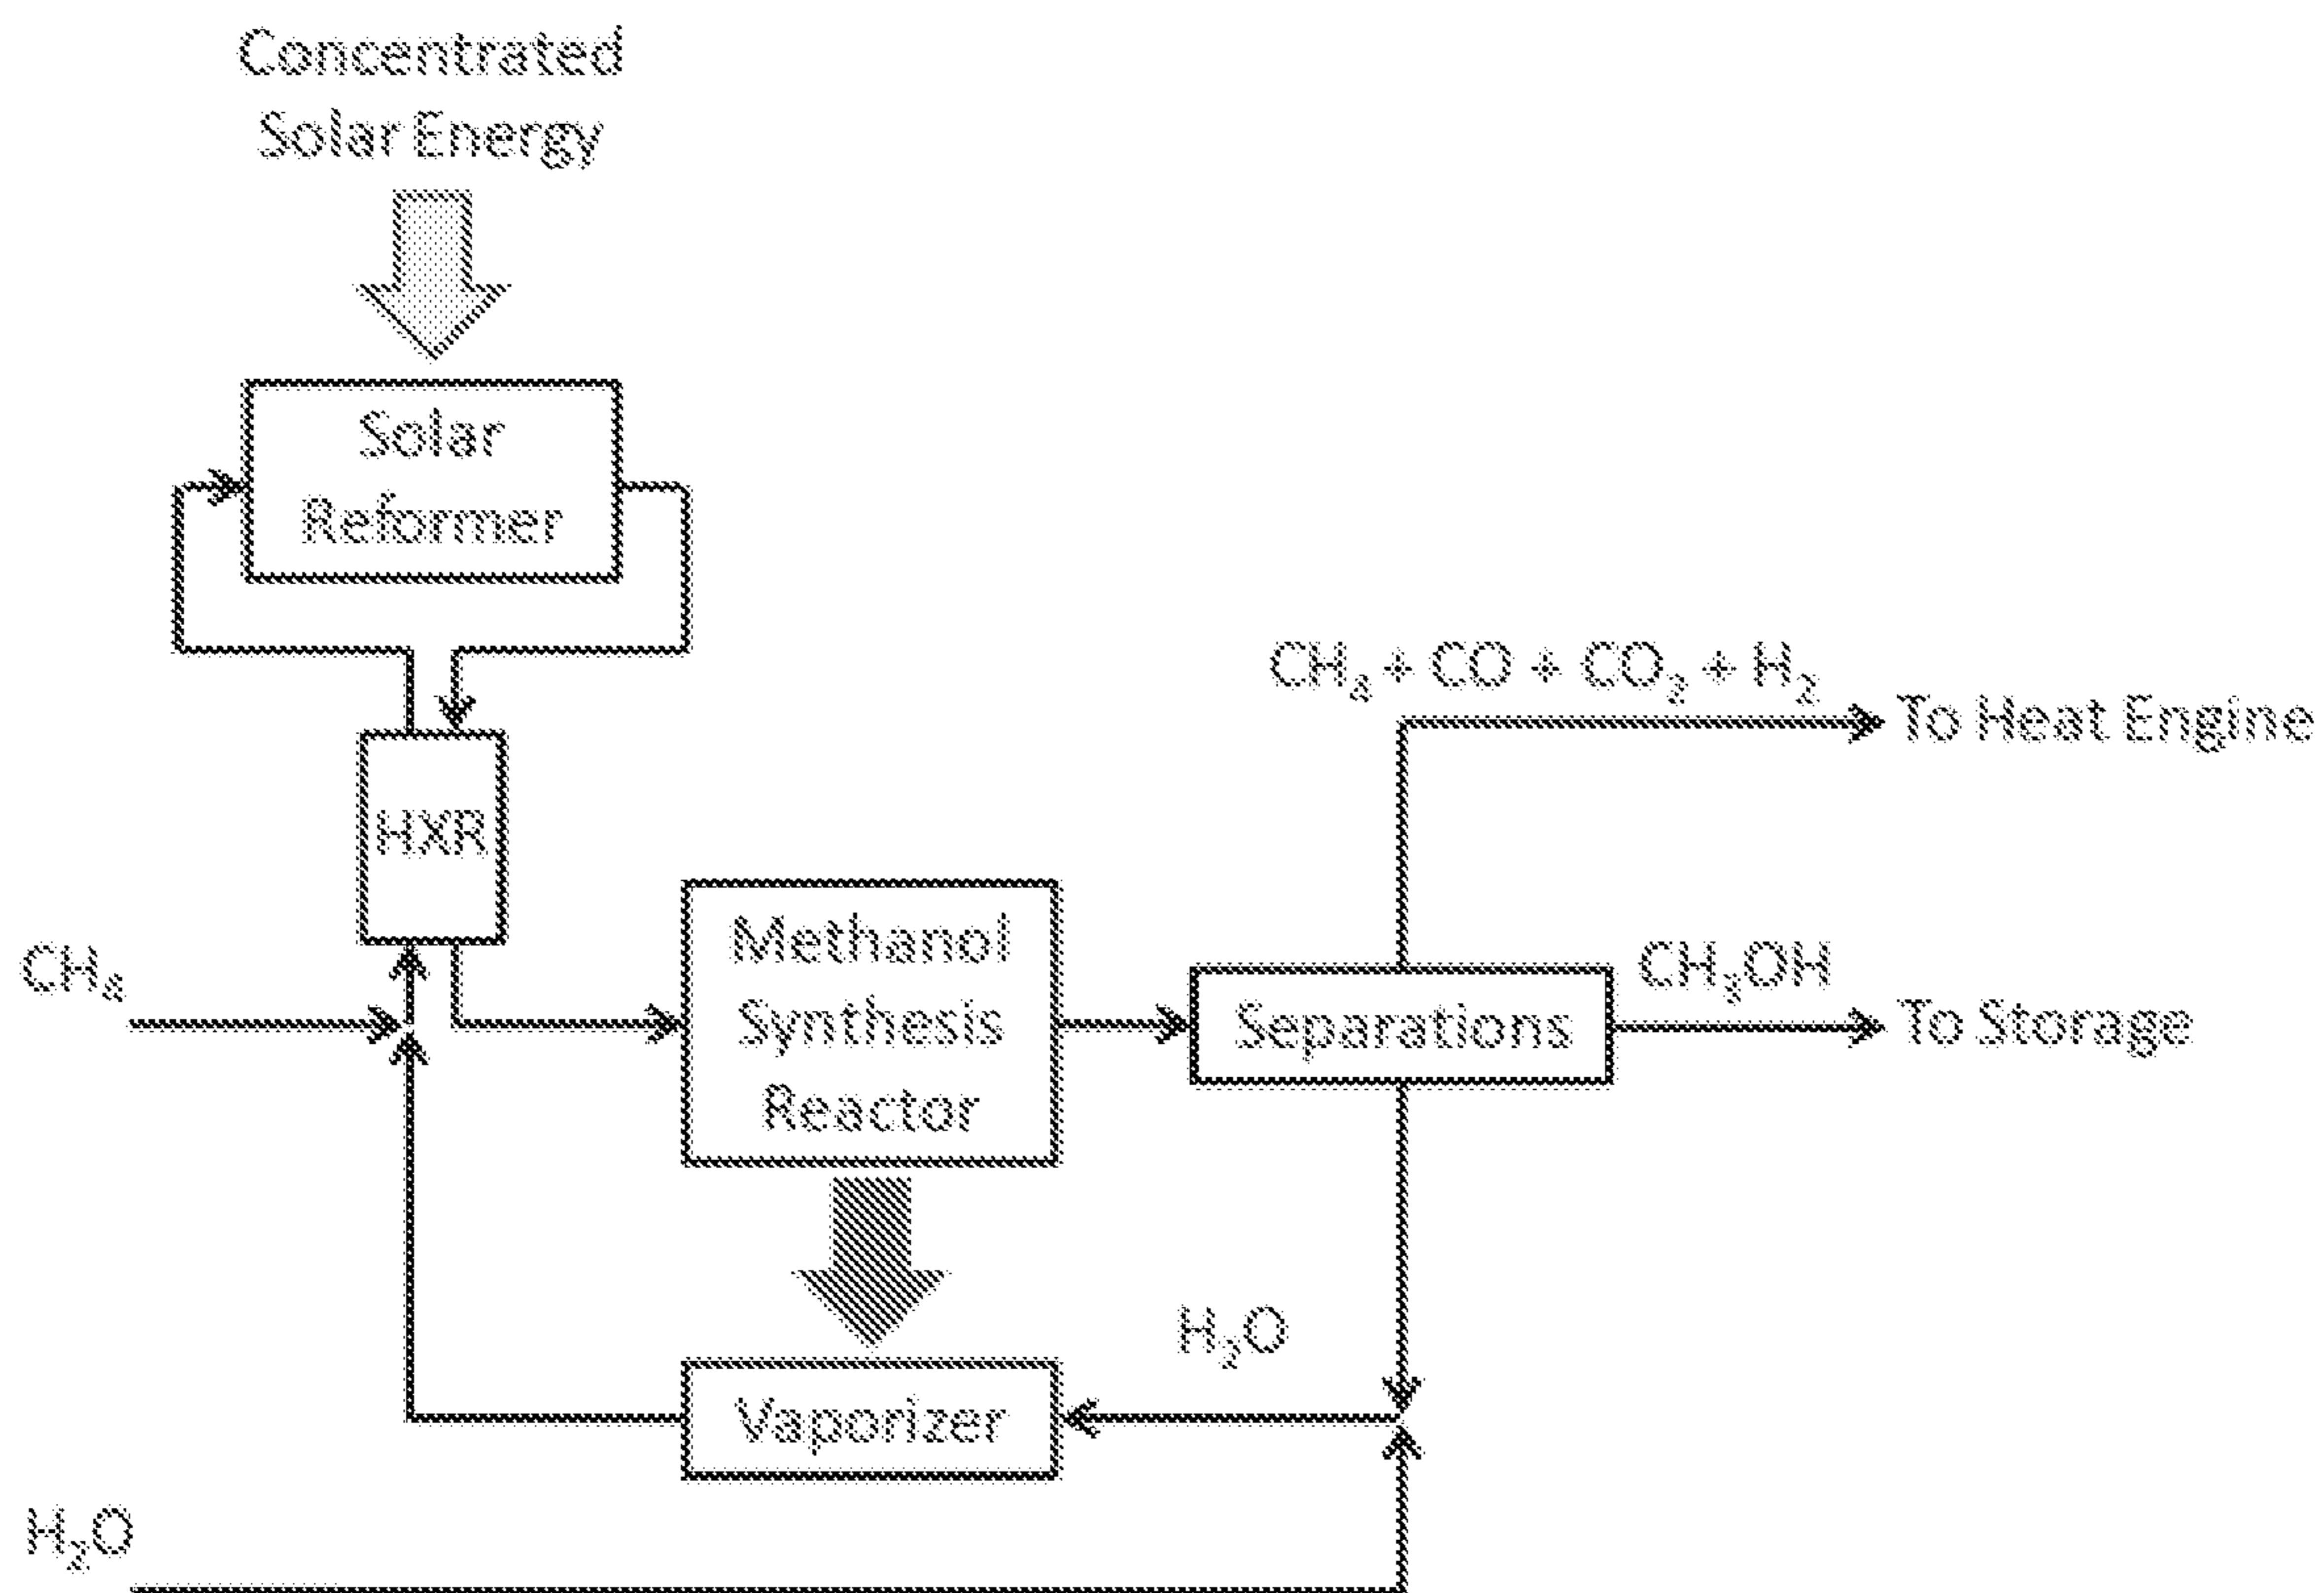 Concentrated
Solar Energy
Solar
Reformer
CH₄ + CO + CO₂ + H₂
To Heat Engine
HXR
Methanol
Synthesis
Reactor
CH₄
Separations
CH₃OH
To Storage
H₂O
Vaporizer
H₂O